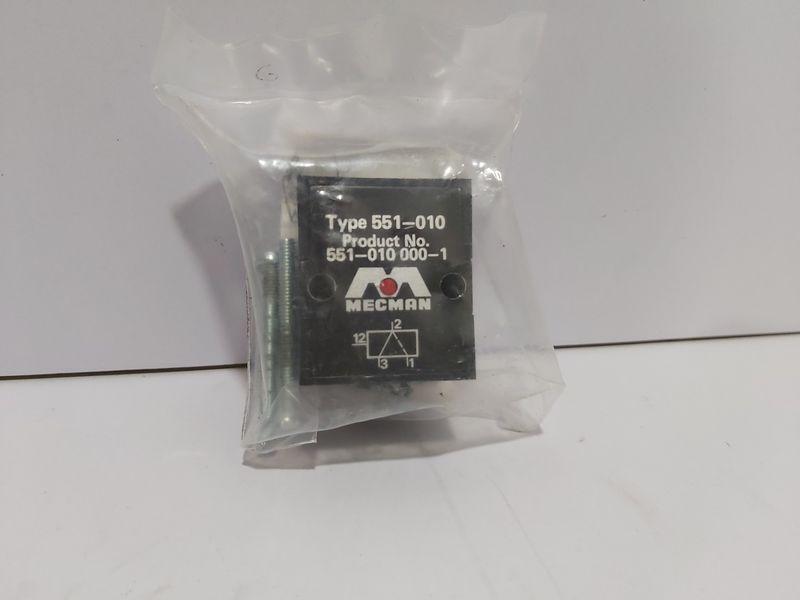 Type 551-010
Product No.
551-010 000-1
MECMAN
2
12
3 1